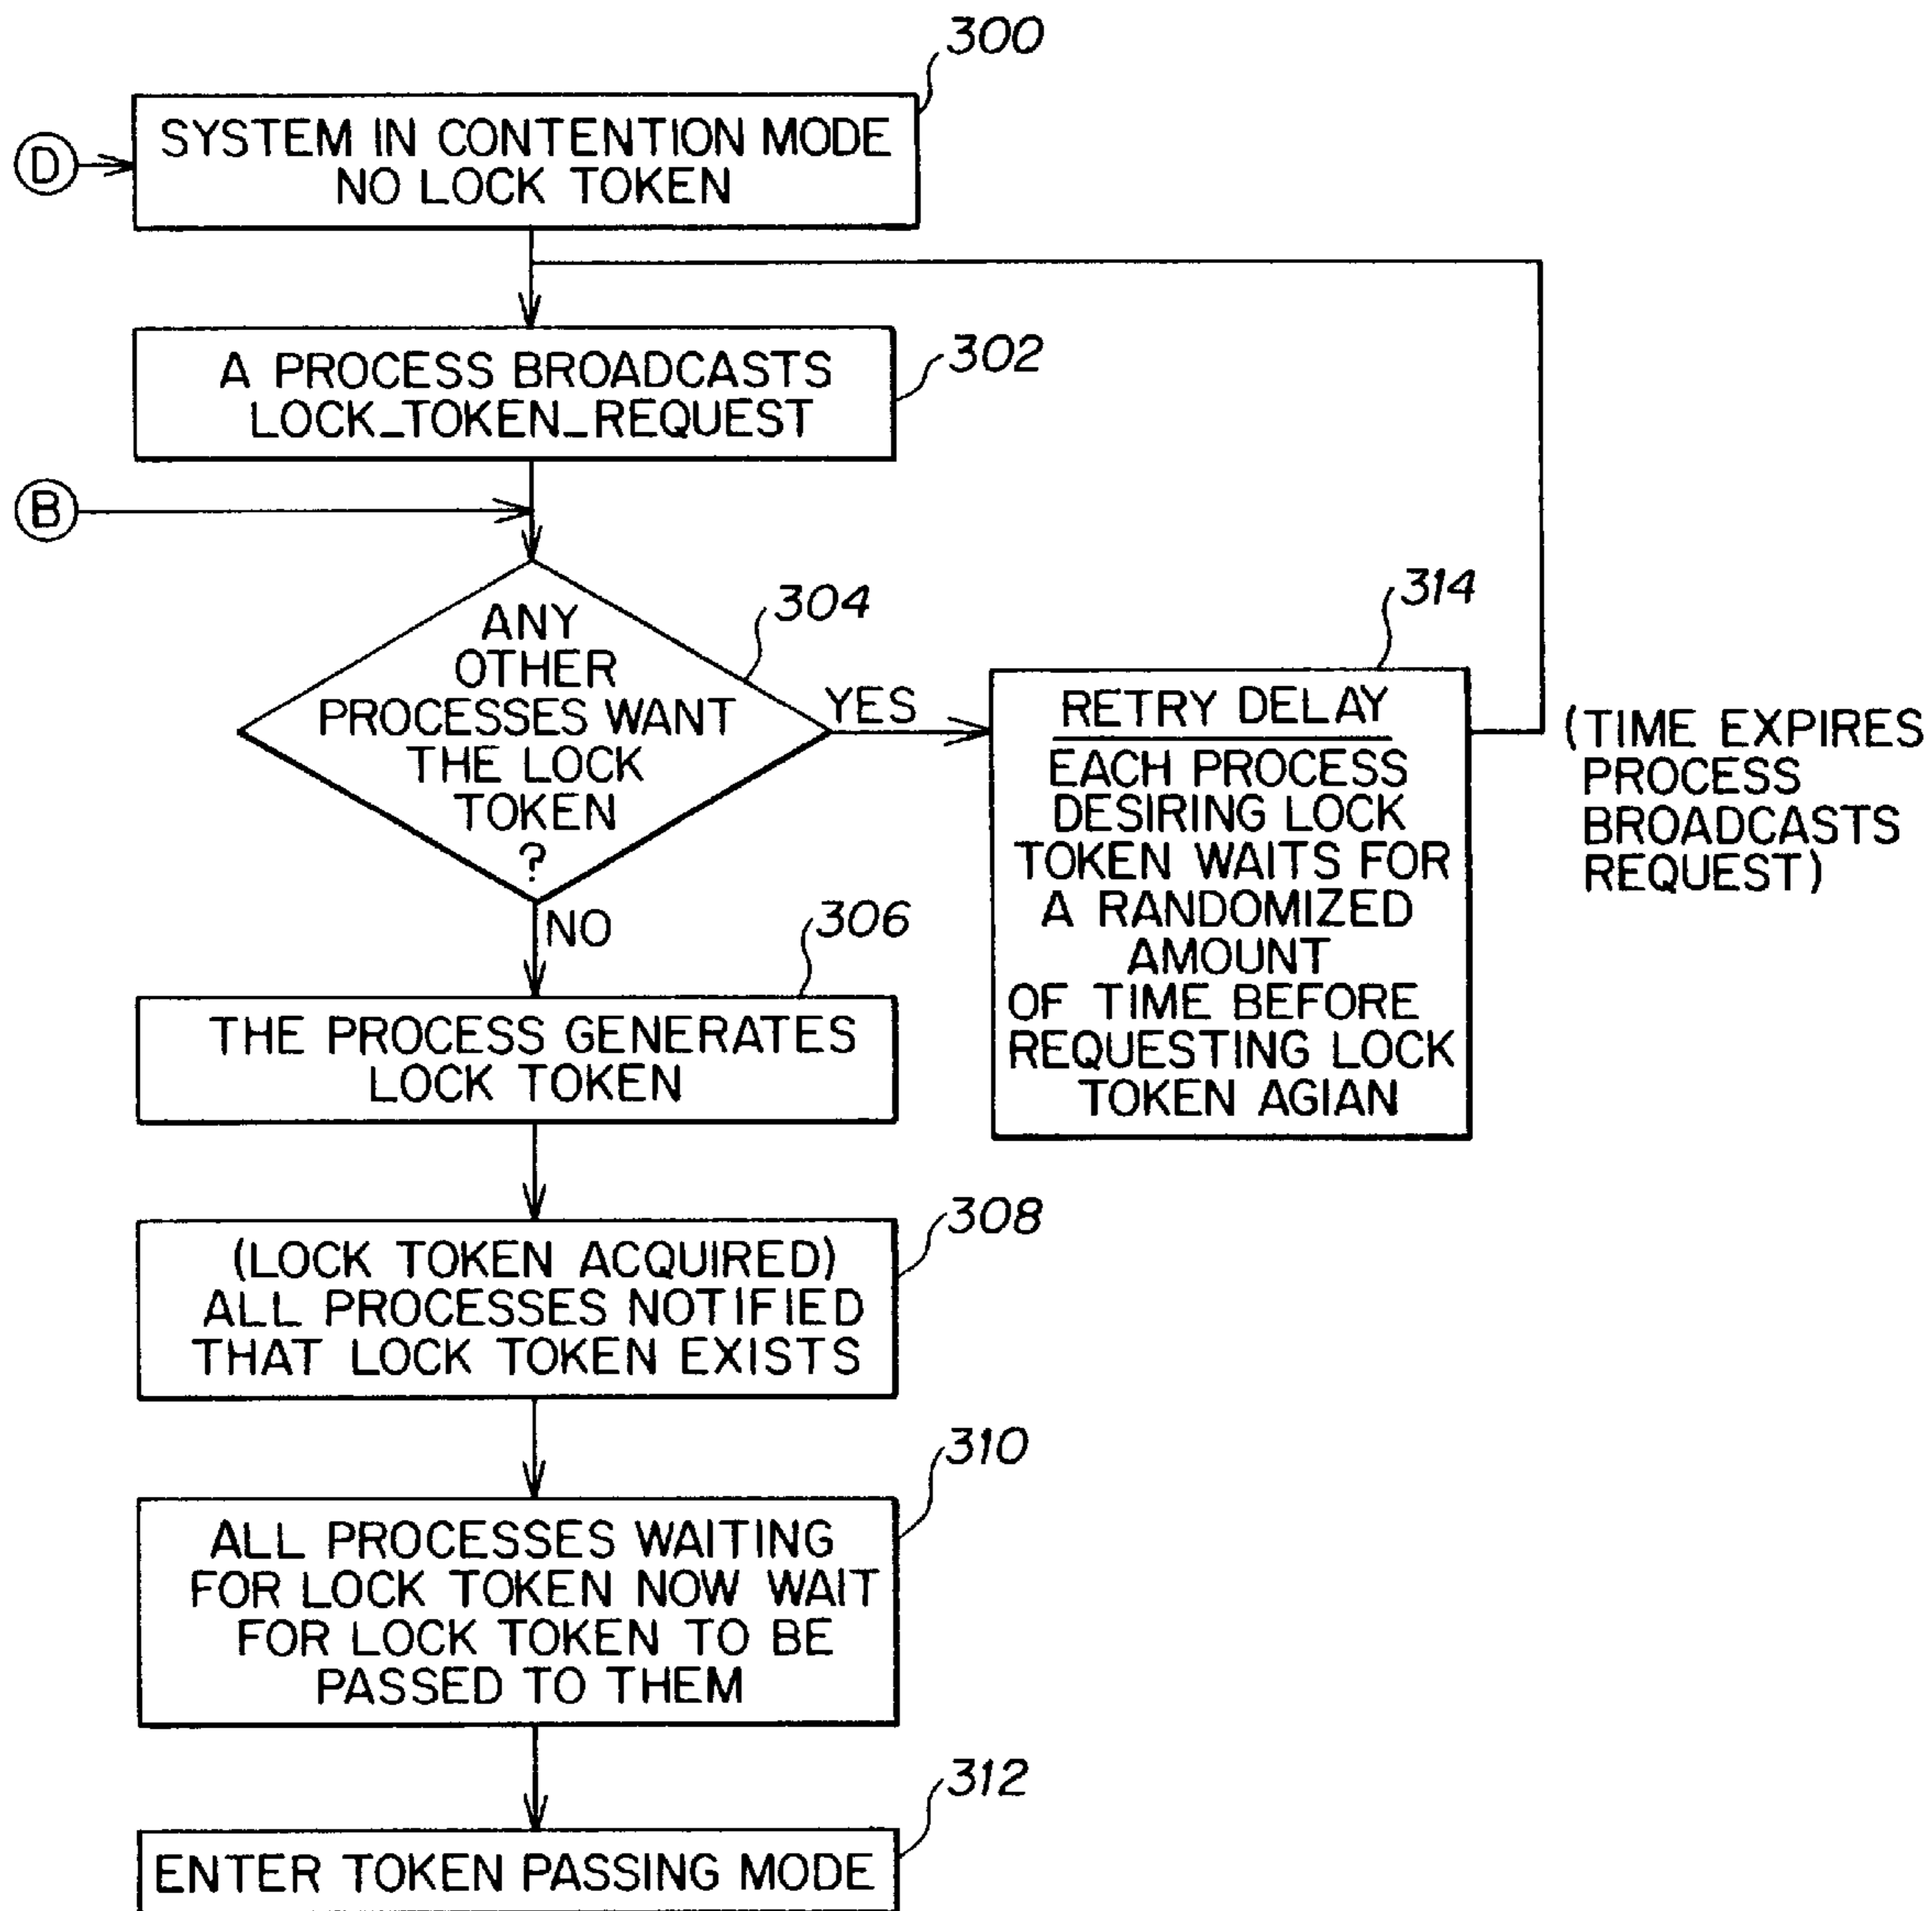 300
SYSTEM IN CONTENTION MODE
NO LOCK TOKEN
D
302
A PROCESS BROADCASTS
LOCK_TOKEN_REQUEST
B
304
ANY
OTHER
PROCESSES WANT
THE LOCK
TOKEN
?
YES
NO
314
RETRY DELAY
EACH PROCESS
DESIRING LOCK
TOKEN WAITS FOR
A RANDOMIZED
AMOUNT
OF TIME BEFORE
REQUESTING LOCK
TOKEN AGIAN
(TIME EXPIRES
PROCESS
BROADCASTS
REQUEST)
306
THE PROCESS GENERATES
LOCK TOKEN
308
(LOCK TOKEN ACQUIRED)
ALL PROCESSES NOTIFIED
THAT LOCK TOKEN EXISTS
310
ALL PROCESSES WAITING
FOR LOCK TOKEN NOW WAIT
FOR LOCK TOKEN TO BE
PASSED TO THEM
312
ENTER TOKEN PASSING MODE